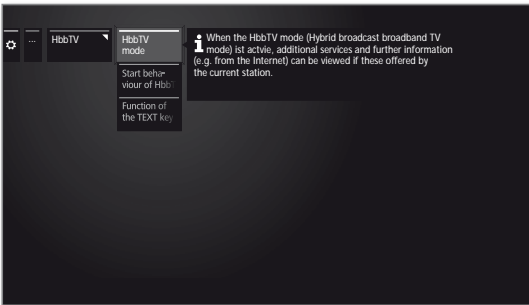 ...
HbbTV
HbbTV
mode
Start beha-
viour of HbbT
Function of
the TEXT key
When the HbbTV mode (Hybrid broadcast broadband TV
mode) ist actvie, additional services and further information
(e.g. from the Internet) can be viewed if these offered by
the current station.